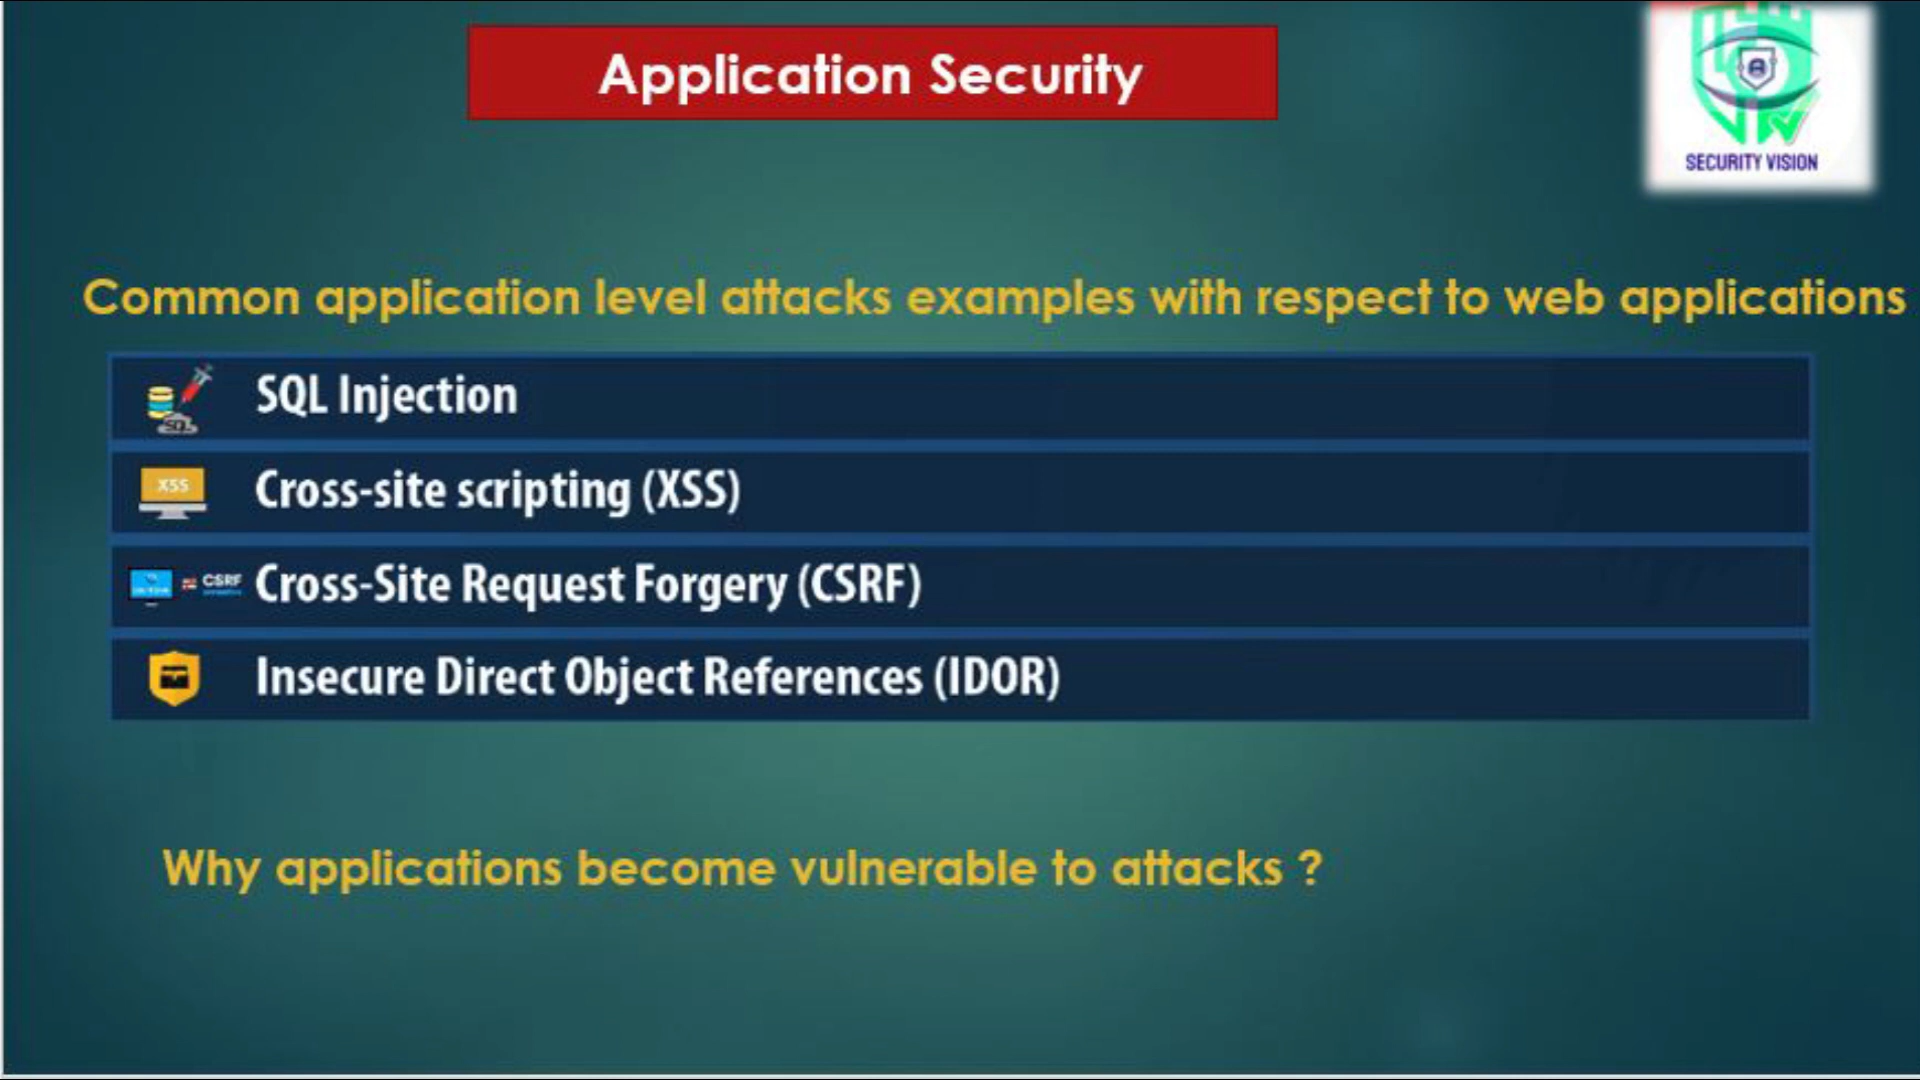 Application Security
SECURITY VISION
Common application level attacks examples with respect to web applications
SQL
SQL Injection
XSS
Cross-site scripting (XSS)
CSRF
Cross-Site Request Forgery (CSRF)
Insecure Direct Object References (IDOR)
Why applications become vulnerable to attacks ?